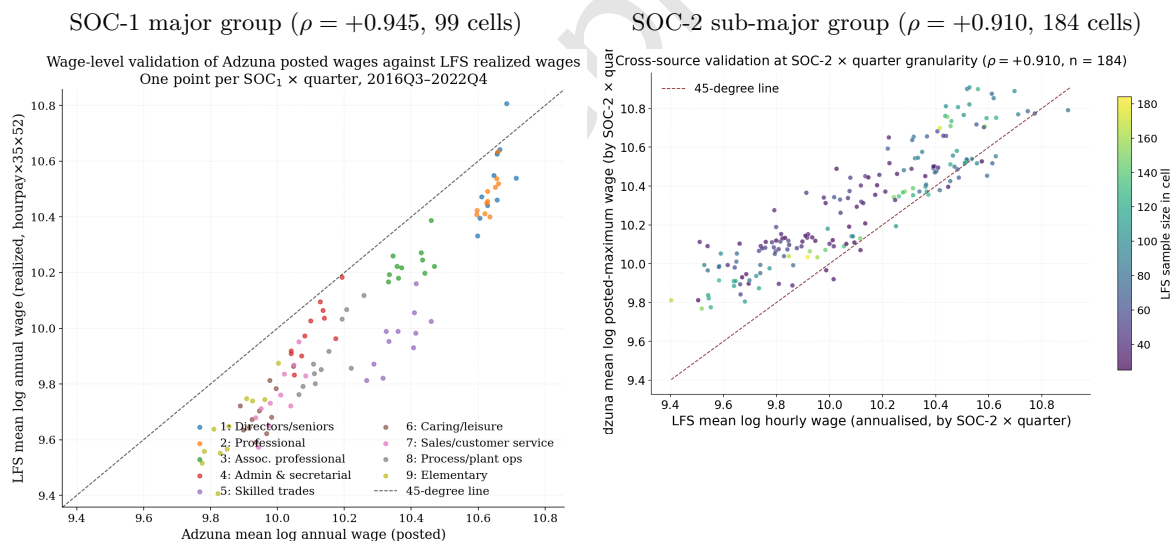 SOC-1 major group (ρ = +0.945, 99 cells)
Wage-level validation of Adzuna posted wages against LFS realized wages
One point per SOC₁ × quarter, 2016Q3–2022Q4
LFS mean log annual wage (realized, hourpay×35×52)
10.8
10.6
10.4
10.2
10.0
9.8
9.6
9.4
1: Directors/seniors
2: Professional
3: Assoc. professional
4: Admin & secretarial
5: Skilled trades
6: Caring/leisure
7: Sales/customer service
8: Process/plant ops
9: Elementary
45-degree line
9.4 9.6 9.8 10.0 10.2 10.4 10.6 10.8
Adzuna mean log annual wage (posted)
SOC-2 sub-major group (ρ = +0.910, 184 cells)
Cross-source validation at SOC-2 × quarter granularity (ρ=+0.910, n = 184)
mean log posted-maximum wage (by SOC-2 ×
45-degree line
10.8
10.6
10.4
10.2
10.0
9.8
9.6
9.4
9.4 9.6 9.8 10.0 10.2 10.4 10.6 10.8
LFS mean log hourly wage (annualised, by SOC-2 × quarter)
180
160
140
120
100
80
60
40
LFS sample size in cell